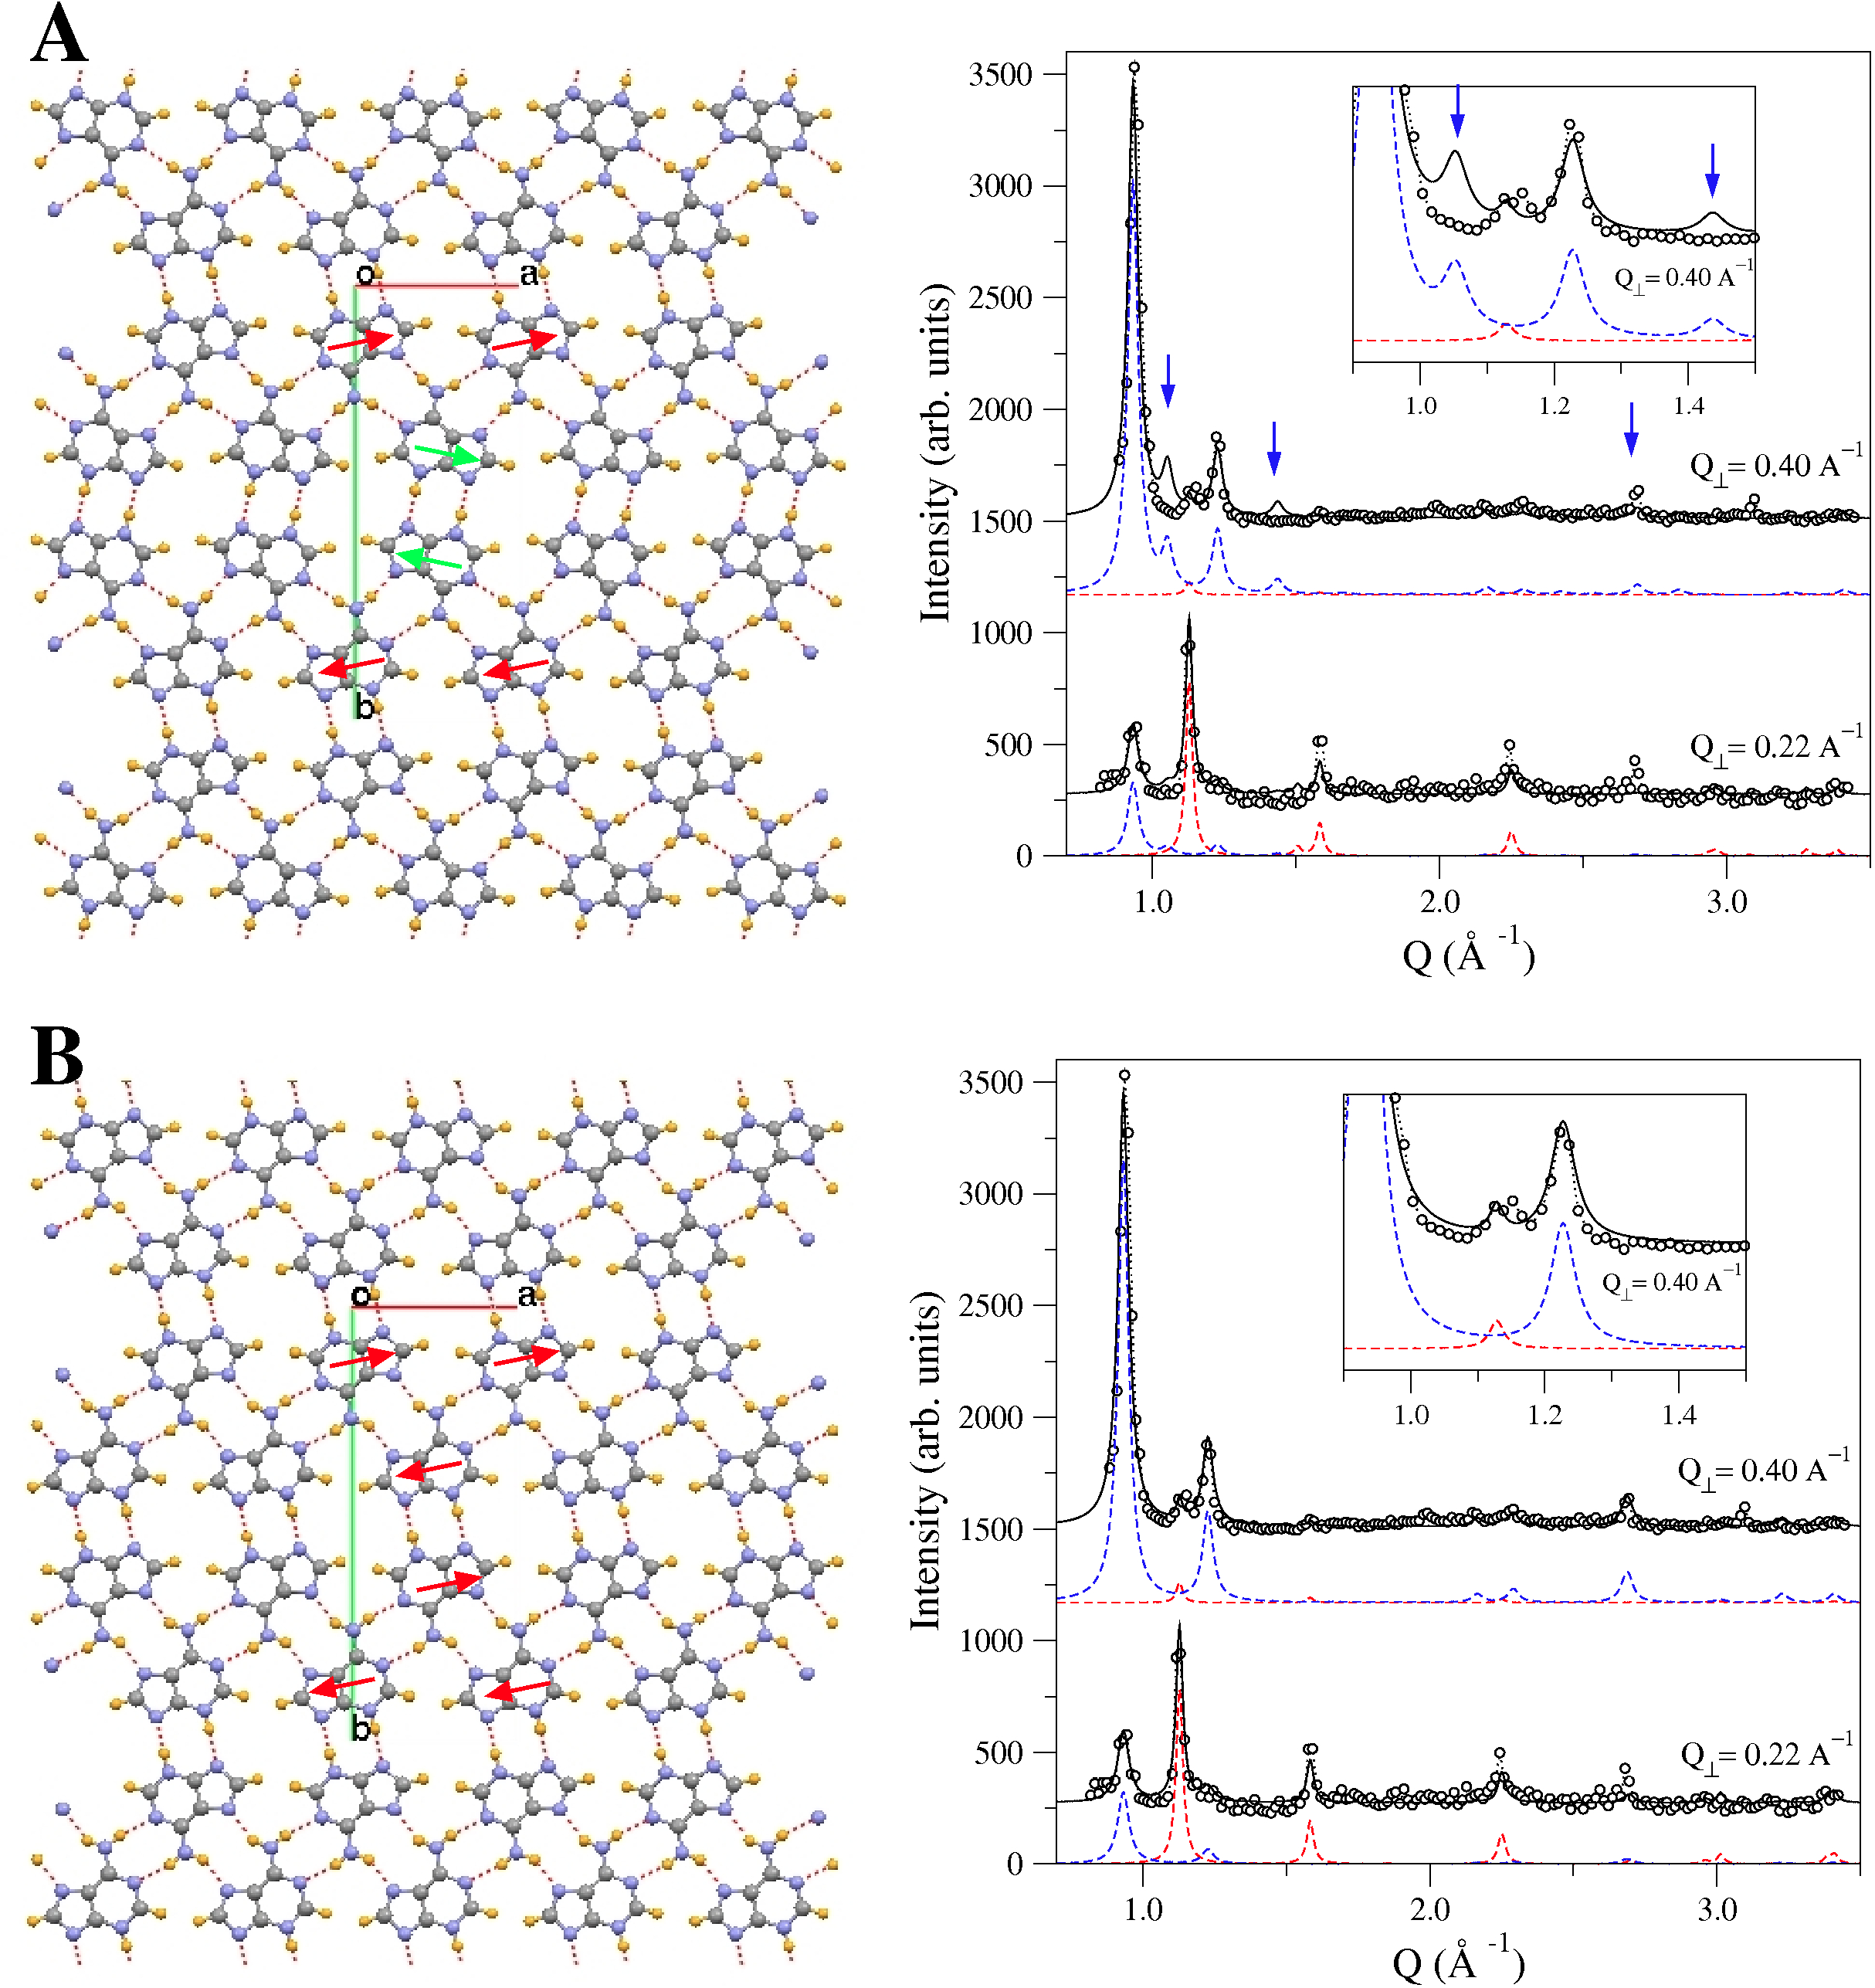 A
o
a
b
3500
3000
2500
2000
1500
1000
500
0
Intensity (arb. units)
1.0
2.0
3.0
Q (Å -1)
Q⊥= 0.40 A−1
Q⊥= 0.22 A−1
Q⊥= 0.40 A−1
1.0
1.2
1.4
B
o
a
b
3500
3000
2500
2000
1500
1000
500
0
Intensity (arb. units)
1.0
2.0
3.0
Q (Å -1)
Q⊥= 0.40 A−1
Q⊥= 0.22 A−1
Q⊥= 0.40 A−1
1.0
1.2
1.4